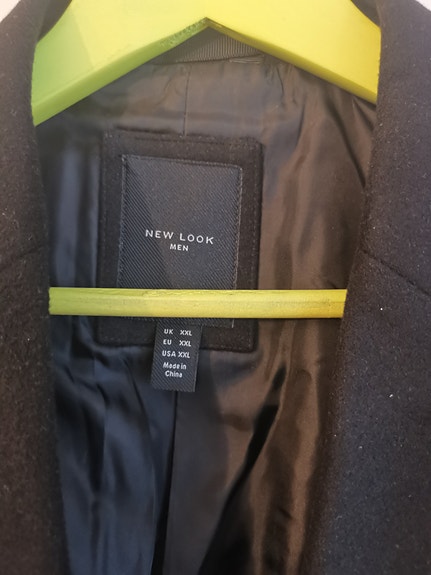 NEW LOOK
MEN
UK XXL
EU XXL
USA XXL
Made in
China